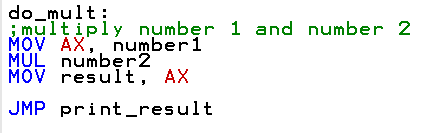 do_mult:
;multiply number 1 and number 2
MOV AX, number1
MUL number2
MOV result, AX
JMP print_result